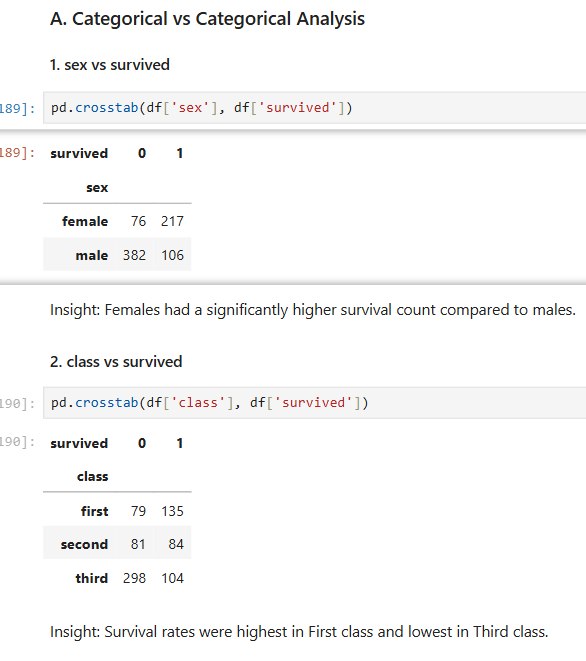 A. Categorical vs Categorical Analysis
1. sex vs survived
189]: pd.crosstab(df['sex'], df['survived'])
189]: survived 0 1
sex
female 76 217
male 382 106
Insight: Females had a significantly higher survival count compared to males.
2. class vs survived
190]: pd.crosstab(df['class'], df['survived'])
190]: survived 0 1
class
first 79 135
second 81 84
third 298 104
Insight: Survival rates were highest in First class and lowest in Third class.